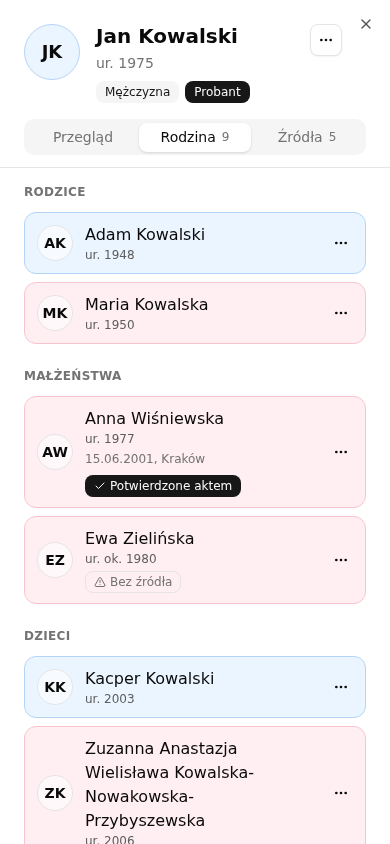 JK
Jan Kowalski
ur. 1975
Mężczyzna
Probant
Przegląd
Rodzina 9
Źródła 5
RODZICE
AK
Adam Kowalski
ur. 1948
MK
Maria Kowalska
ur. 1950
MAŁŻEŃSTWA
AW
Anna Wiśniewska
ur. 1977
15.06.2001, Kraków
Potwierdzone aktem
EZ
Ewa Zielińska
ur. ok. 1980
Bez źródła
DZIECI
KK
Kacper Kowalski
ur. 2003
ZK
Zuzanna Anastazja
Wielisława Kowalska-
Nowakowska-
Przybyszewska
ur. 2006